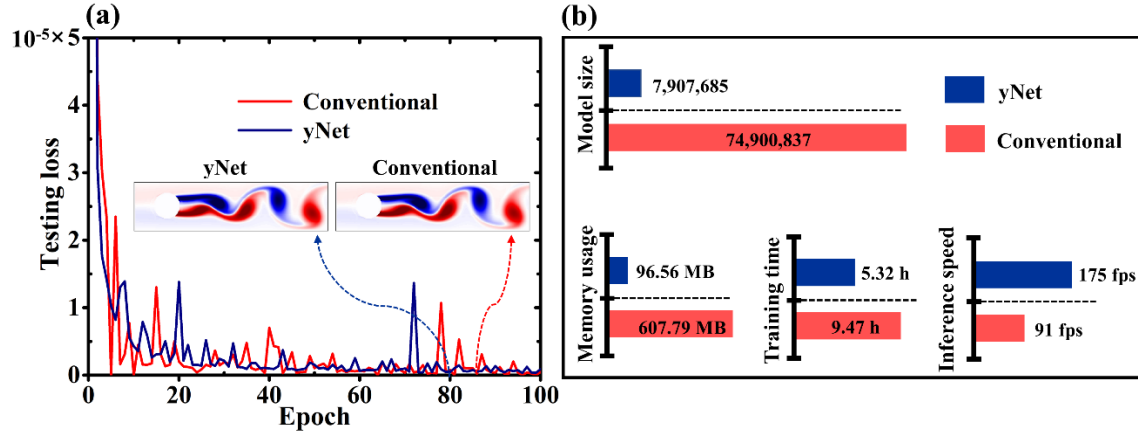 (a)
10⁻⁵× 5
4
3
2
1
0
Testing loss
Conventional
yNet
yNet
Conventional
0
20
40
60
80
100
Epoch
(b)
Model size
7,907,685
74,900,837
yNet
Conventional
Memory usage
96.56 MB
607.79 MB
Training time
5.32 h
9.47 h
Inference speed
175 fps
91 fps